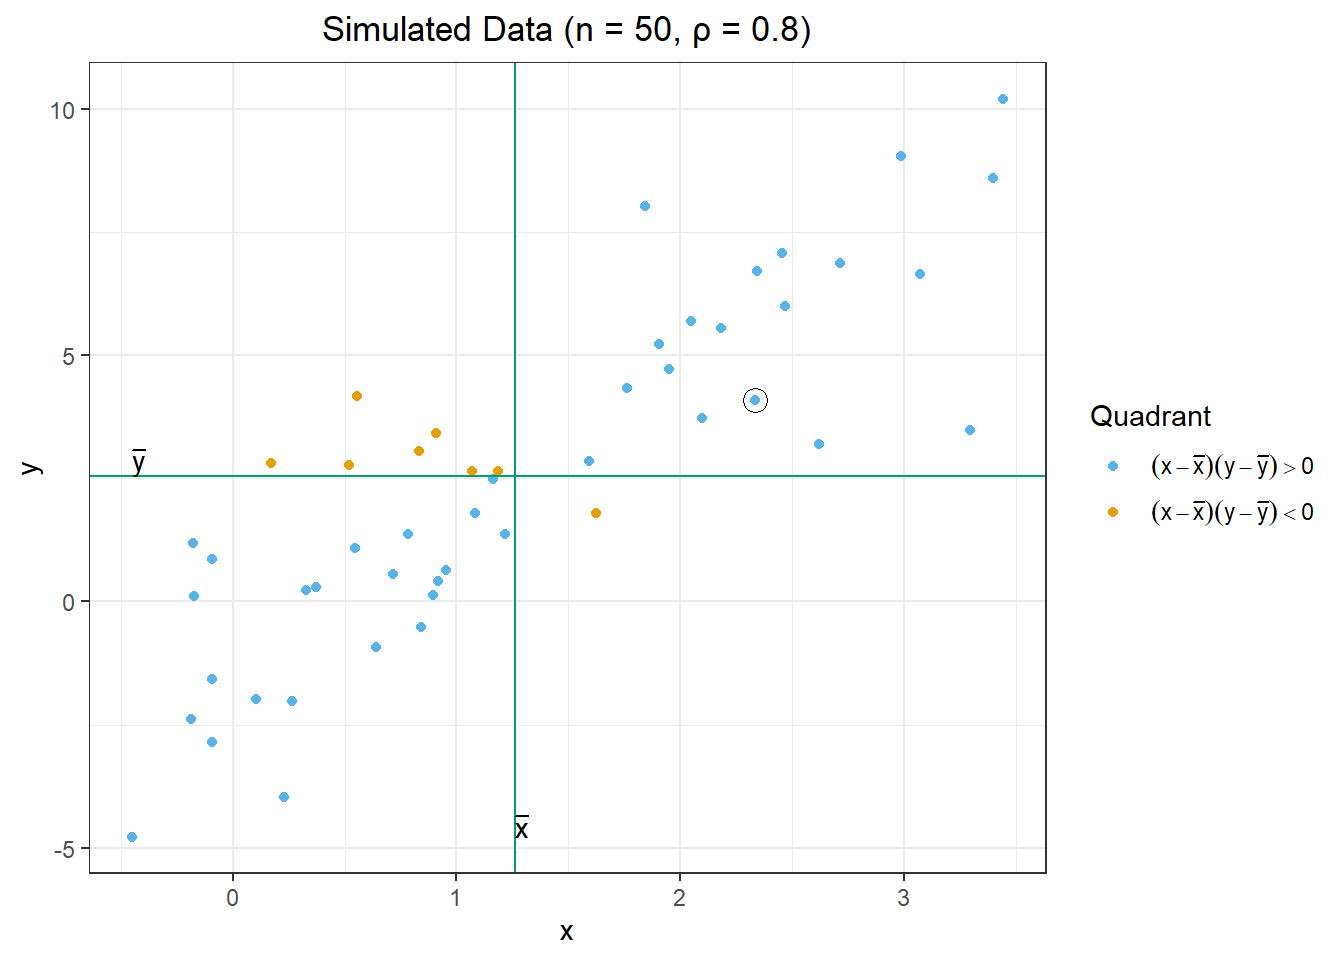 Simulated Data (n = 50, ρ = 0.8)
10
5
0
-5
y
y̅
x̅
0 1 2 3
x
Quadrant
(x − x̅)(y − y̅) > 0
(x − x̅)(y − y̅) < 0